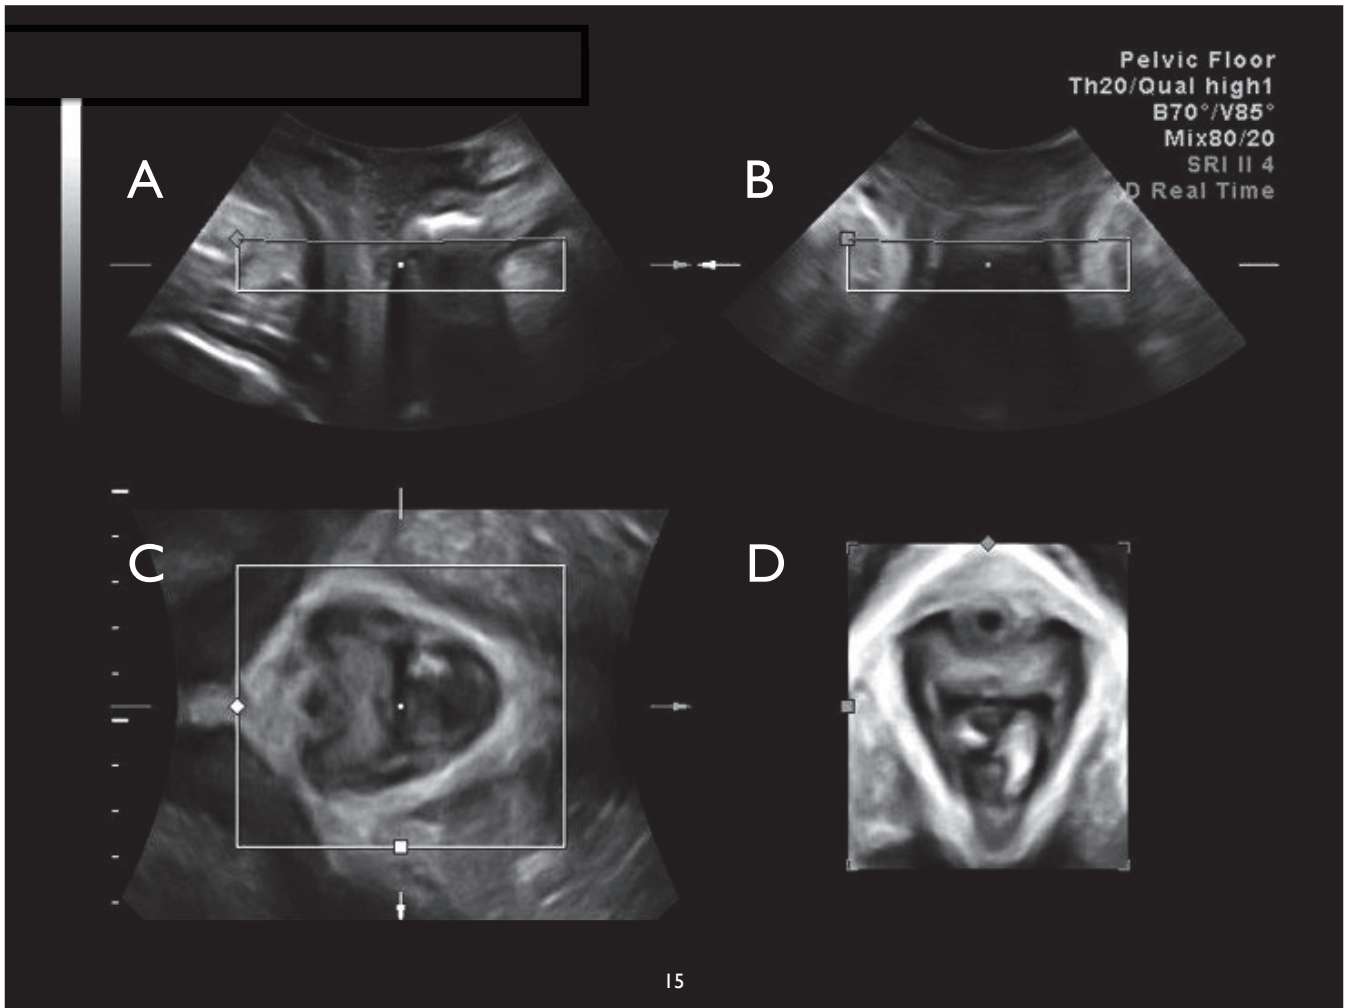 Pelvic Floor
Th20/Qual high1
B70°/V85°
Mix80/20
SRI II 4
D Real Time
A
B
C
D
15